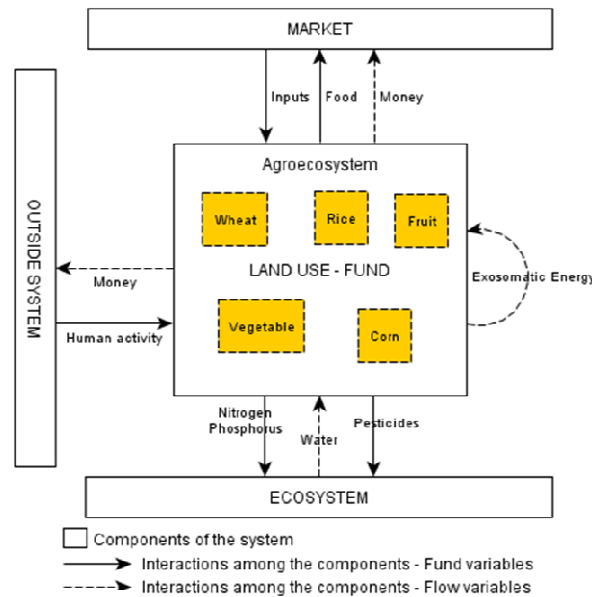 MARKET
Inputs
Food
Money
Agroecosystem
Wheat
Rice
Fruit
OUTSIDE SYSTEM
LAND USE - FUND
Money
Exosomatic Energy
Human activity
Vegetable
Corn
Nitrogen
Phosphorus
Water
Pesticides
ECOSYSTEM
Components of the system
Interactions among the components - Fund variables
Interactions among the components - Flow variables